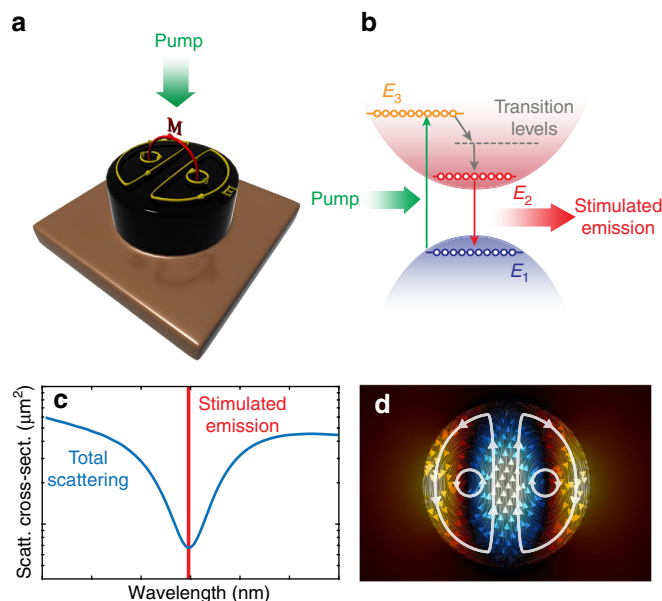 a
Pump
M
E
b
E3
Transition
levels
E2
Pump
Stimulated
emission
E1
c
Scatt. cross-sect. (μm²)
Stimulated
emission
Total
scattering
Wavelength (nm)
d